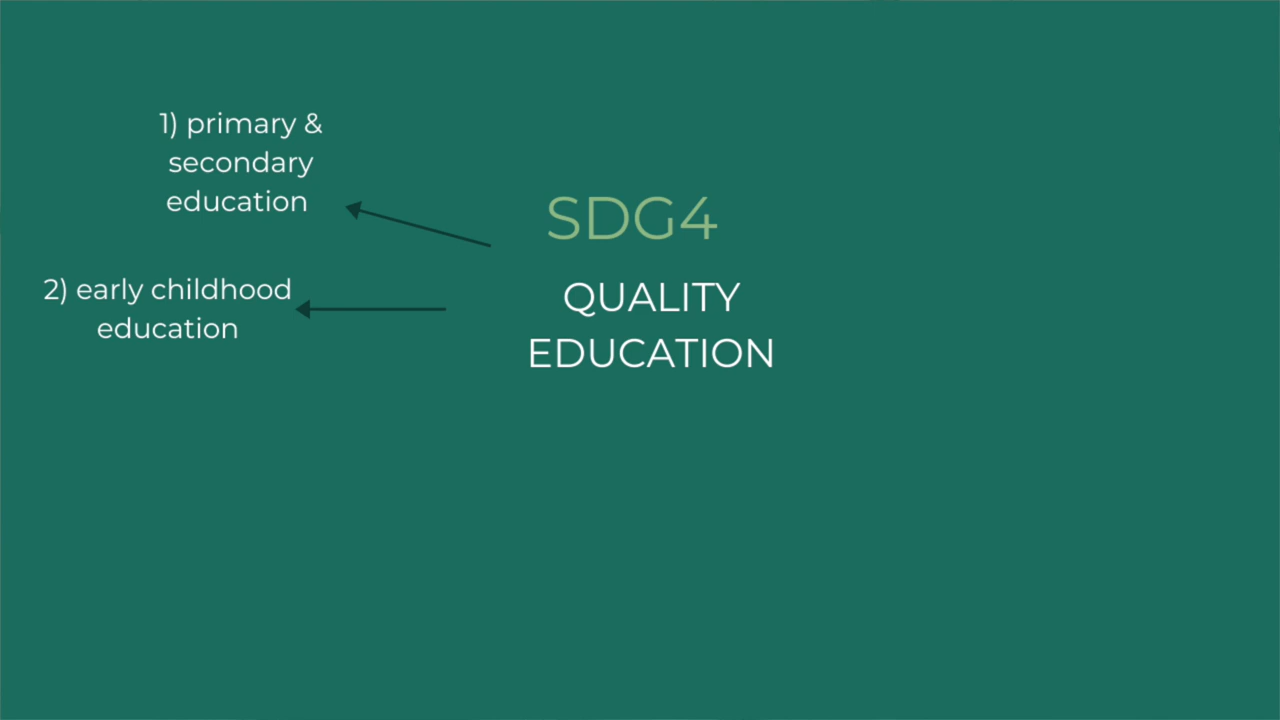 1) primary &
secondary
education
2) early childhood
education
SDG4
QUALITY
EDUCATION